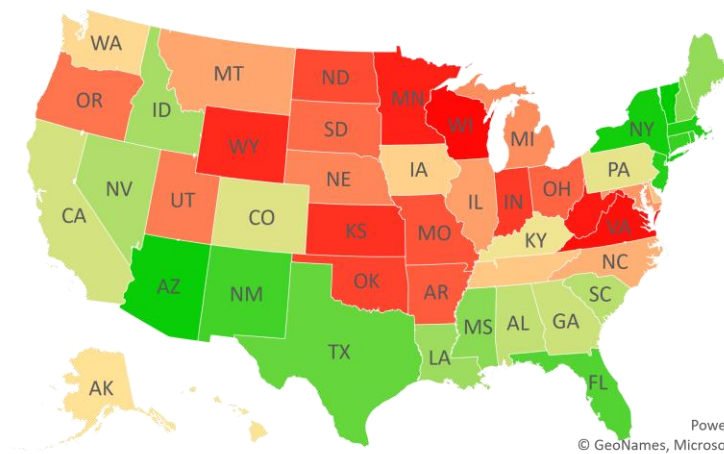 WA
MT
ND
MN
OR
ID
SD
WI
WY
MI
NY
NE
IA
PA
NV
UT
CO
IL
IN
OH
CA
KS
MO
KY
VA
AZ
NM
OK
AR
NC
TX
MS
AL
GA
SC
LA
FL
AK
Powe
© GeoNames, Microso